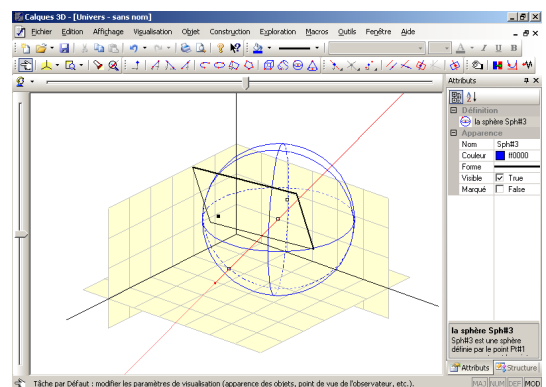 Calques 3D - [Univers - sans nom]
Fichier Edition Affichage Visualisation Objet Construction Exploration Macros Outils Fenêtre Aide
Attributs
Définition
la sphère Sph#3
Apparence
Nom Sph#3
Couleur ff0000
Forme
Visible True
Marqué False
la sphère Sph#3
Sph#3 est une sphère
définie par le point Pt#1
Attributs Structure
Tâche par Défaut : modifier les paramètres de visualisation (apparence des objets, point de vue de l'observateur, etc.). MAJ NUM DEF MOD